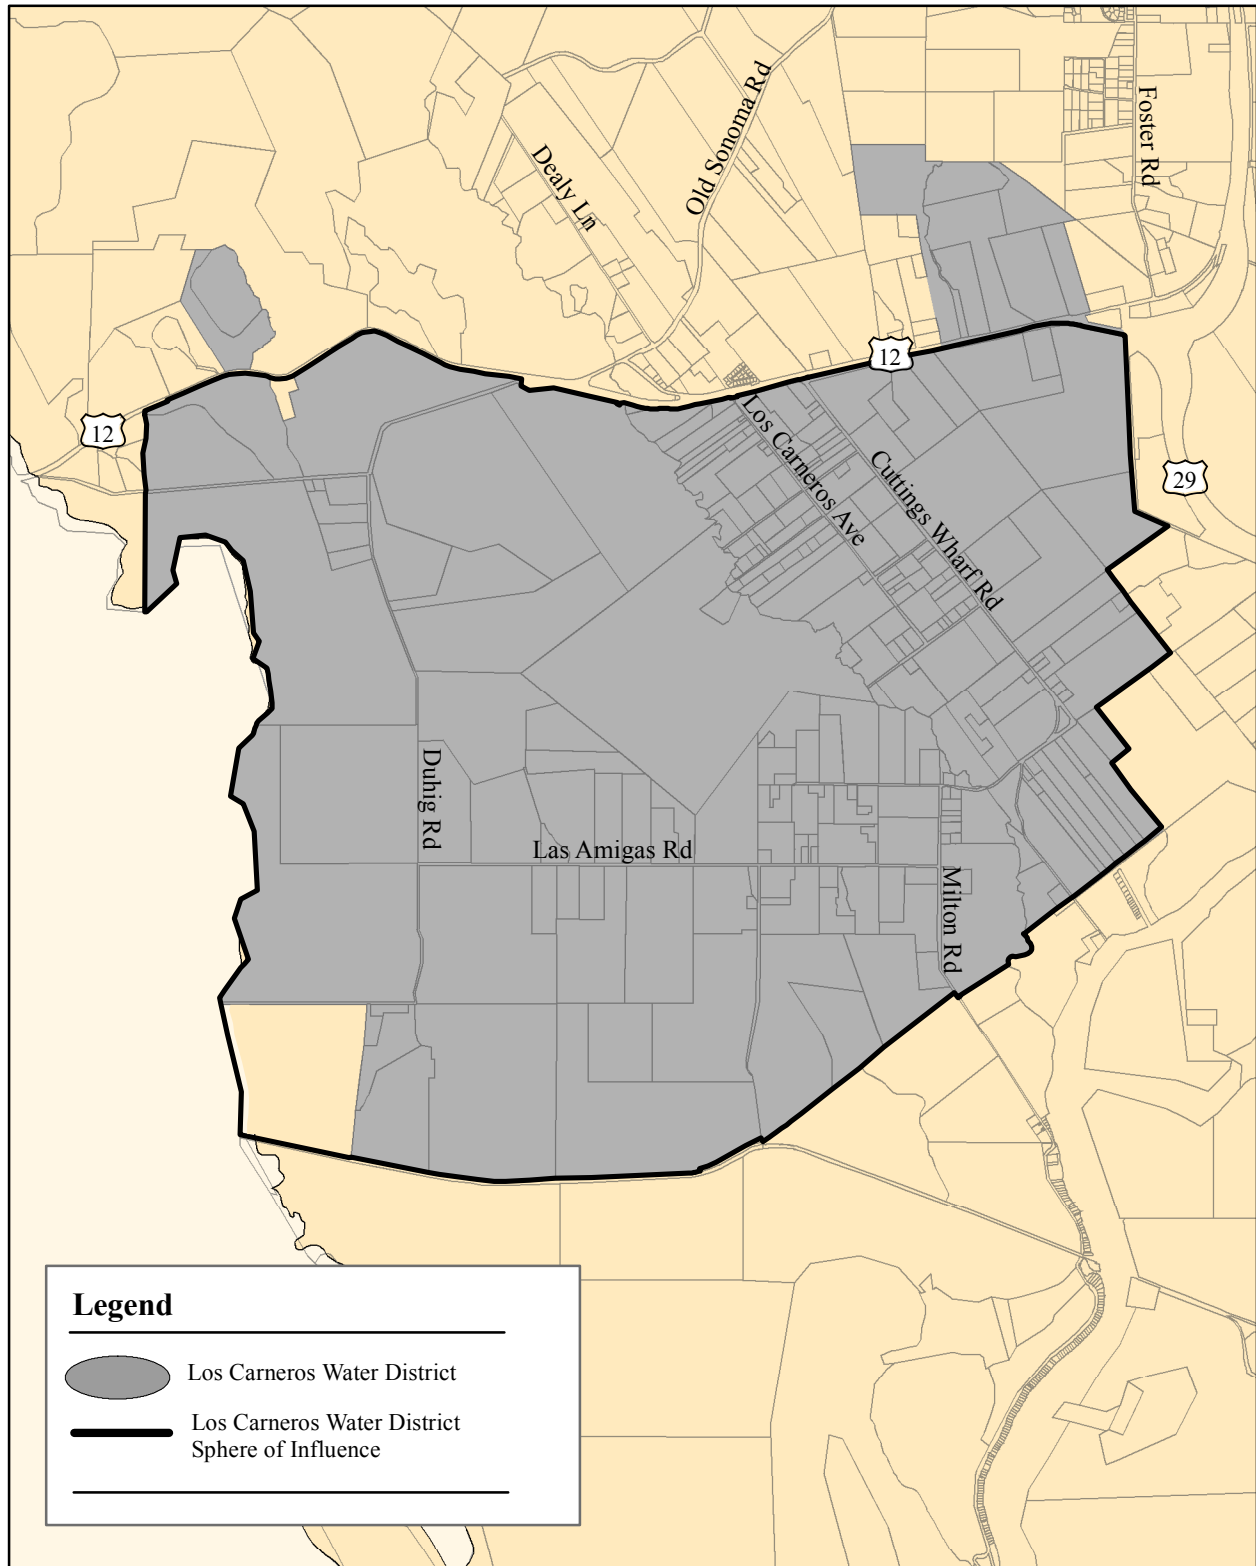 Foster Rd
Old Sonoma Rd
Dealy Ln
12
12
Los Carneros Ave
Cuttings Wharf Rd
29
Duhig Rd
Las Amigas Rd
Milton Rd
Legend
Los Carneros Water District
Los Carneros Water District
Sphere of Influence